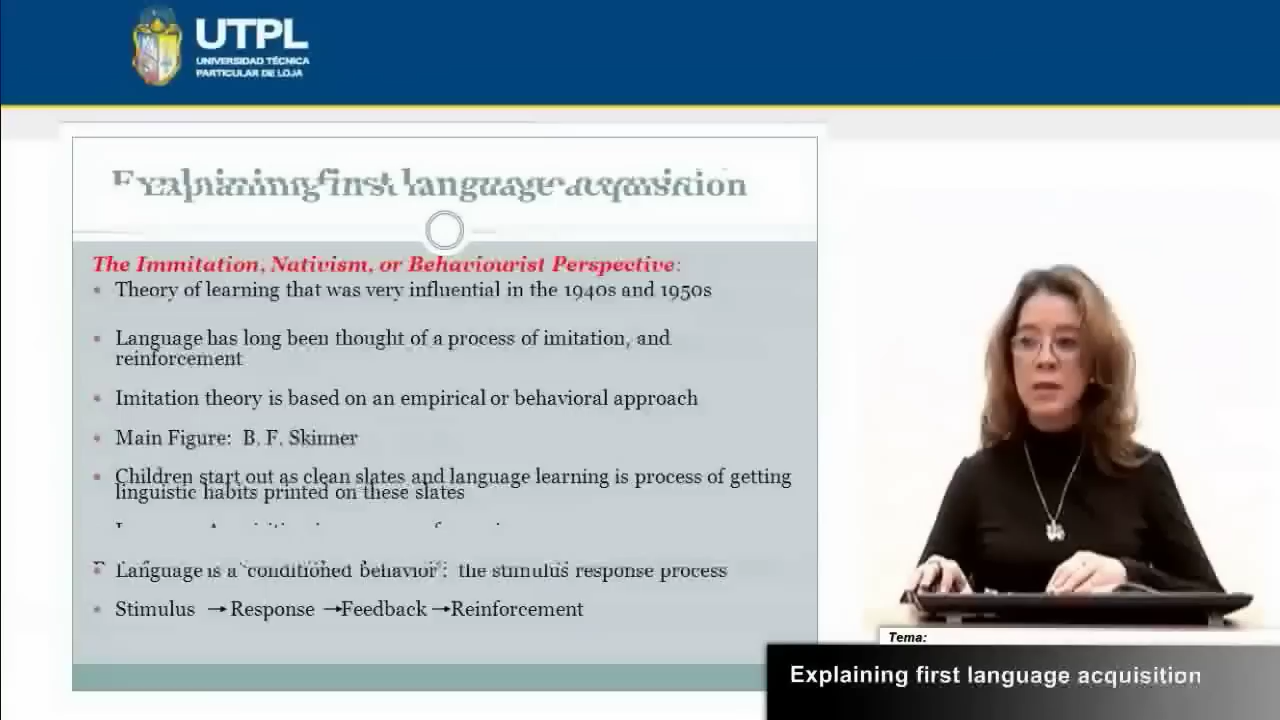 UTPL
UNIVERSIDAD TÉCNICA
PARTICULAR DE LOJA
Explaining first language acquisition
The Immitation, Nativism, or Behaviourist Perspective:
• Theory of learning that was very influential in the 1940s and 1950s
• Language has long been thought of a process of imitation, and
reinforcement
• Imitation theory is based on an empirical or behavioral approach
• Main Figure: B. F. Skinner
• Children start out as clean slates and language learning is process of getting
linguistic habits printed on these slates
• Language is a "conditioned behavior": the stimulus response process
• Stimulus →Response →Feedback →Reinforcement
Tema:
Explaining first language acquisition